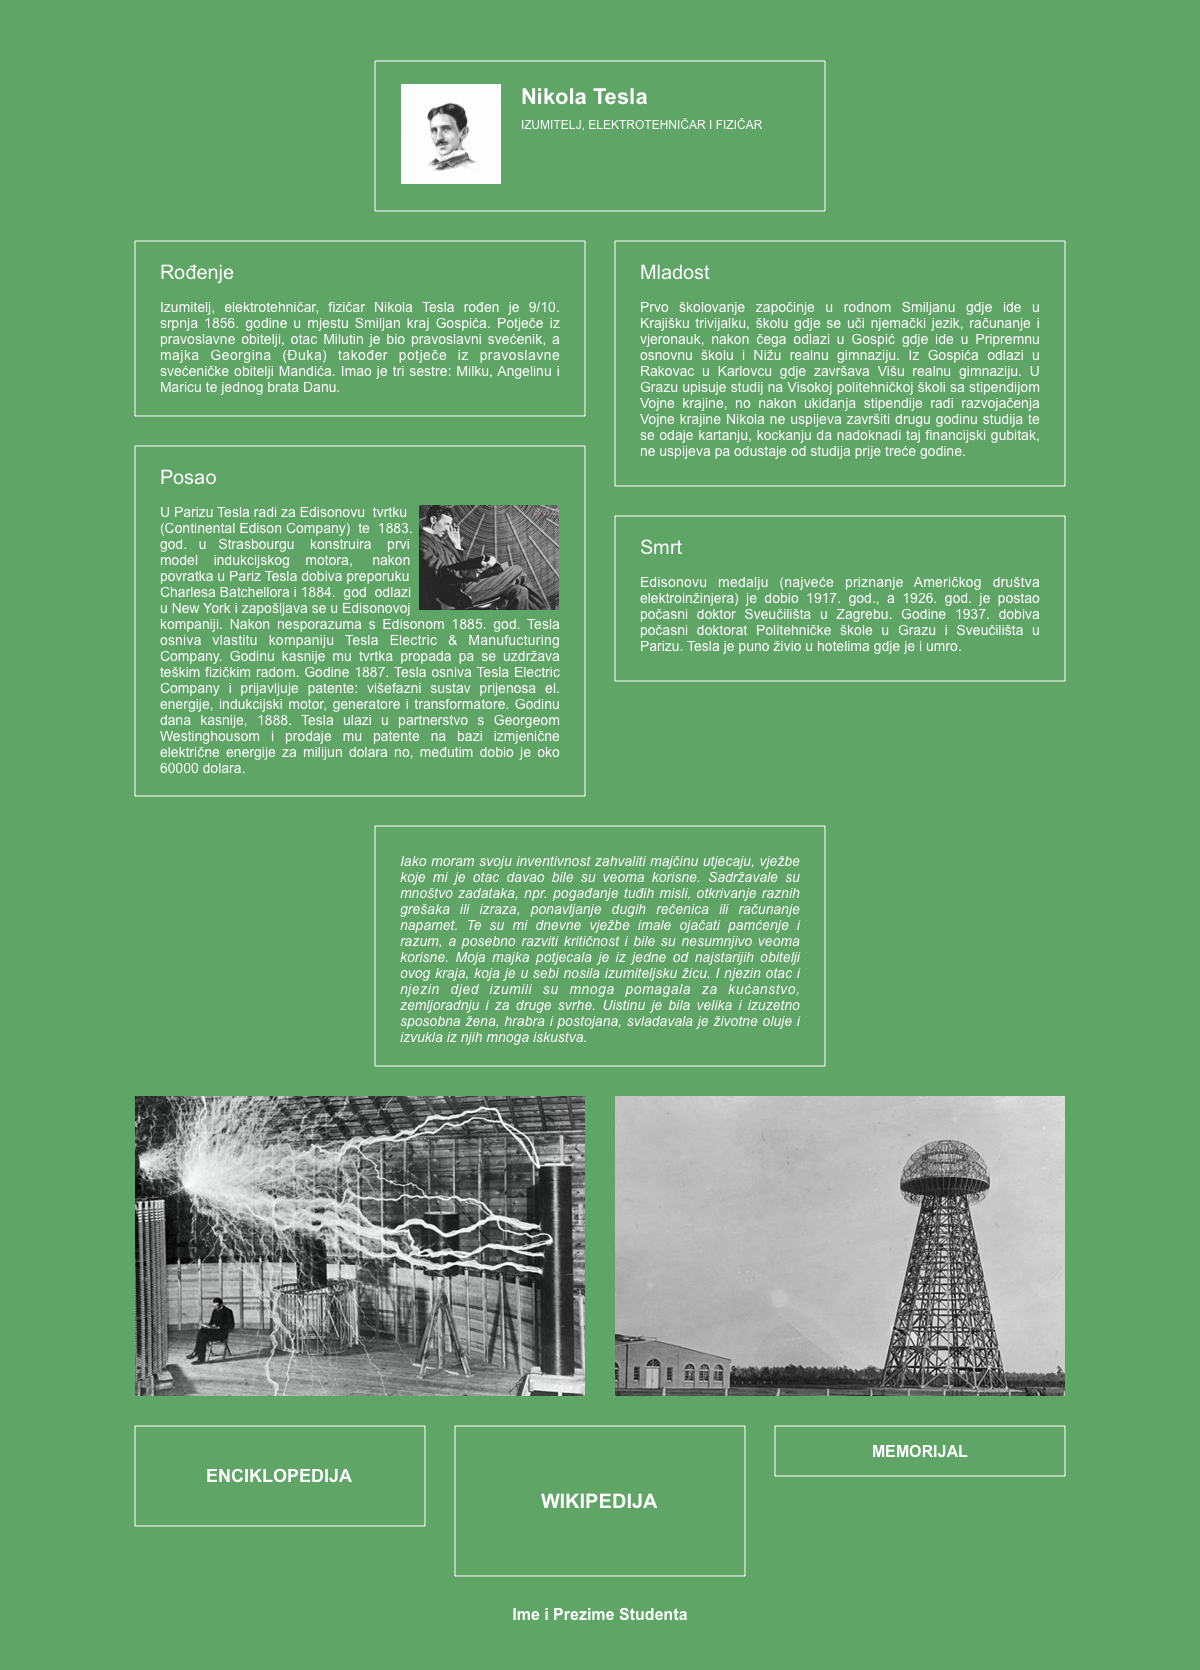 Nikola Tesla
IZUMITELJ, ELEKTROTEHNIČAR I FIZIČAR
Rođenje
Izumitelj, elektrotehničar, fizičar Nikola Tesla rođen je 9/10.
srpnja 1856. godine u mjestu Smiljan kraj Gospića. Potječe iz
pravoslavne obitelji, otac Milutin je bio pravoslavni svećenik, a
majka Georgina (Đuka) također potječe iz pravoslavne
svećeničke obitelji Mandića. Imao je tri sestre: Milku, Angelinu i
Maricu te jednog brata Danu.
Posao
U Parizu Tesla radi za Edisonovu tvrtku
(Continental Edison Company) te 1883.
god. u Strasbourgu konstruira prvi
model indukcijskog motora, nakon
povratka u Pariz Tesla dobiva preporuku
Charlesa Batchellora i 1884. god odlazi
u New York i zapošljava se u Edisonovoj
kompaniji. Nakon nesporazuma s Edisonom 1885. god. Tesla
osniva vlastitu kompaniju Tesla Electric & Manufucturing
Company. Godinu kasnije mu tvrtka propada pa se uzdržava
teškim fizičkim radom. Godine 1887. Tesla osniva Tesla Electric
Company i prijavljuje patente: višefazni sustav prijenosa el.
energije, indukcijski motor, generatore i transformatore. Godinu
dana kasnije, 1888. Tesla ulazi u partnerstvo s Georgeom
Westinghousom i prodaje mu patente na bazi izmjenične
električne energije za milijun dolara no, međutim dobio je oko
60000 dolara.
Mladost
Prvo školovanje započinje u rodnom Smiljanu gdje ide u
Krajišku trivijalku, školu gdje se uči njemački jezik, računanje i
vjeronauk, nakon čega odlazi u Gospić gdje ide u Pripremnu
osnovnu školu i Nižu realnu gimnaziju. Iz Gospića odlazi u
Rakovac u Karlovcu gdje završava Višu realnu gimnaziju. U
Grazu upisuje studij na Visokoj politehničkoj školi sa stipendijom
Vojne krajine, no nakon ukidanja stipendije radi razvojačenja
Vojne krajine Nikola ne uspijeva završiti drugu godinu studija te
se odaje kartanju, kockanju da nadoknadi taj financijski gubitak,
ne uspijeva pa odustaje od studija prije treće godine.
Smrt
Edisonovu medalju (najveće priznanje Američkog društva
elektroinžinjera) je dobio 1917. god., a 1926. god. je postao
počasni doktor Sveučilišta u Zagrebu. Godine 1937. dobiva
počasni doktorat Politehničke škole u Grazu i Sveučilišta u
Parizu. Tesla je puno živio u hotelima gdje je i umro.
Iako moram svoju inventivnost zahvaliti majčinu utjecaju, vježbe
koje mi je otac davao bile su veoma korisne. Sadržavale su
mnoštvo zadataka, npr. pogađanje tuđih misli, otkrivanje raznih
grešaka ili izraza, ponavljanje dugih rečenica ili računanje
napamet. Te su mi dnevne vježbe imale ojačati pamćenje i
razum, a posebno razviti kritičnost i bile su nesumnjivo veoma
korisne. Moja majka potjecala je iz jedne od najstarijih obitelji
ovog kraja, koja je u sebi nosila izumiteljsku žicu. I njezin otac i
njezin djed izumili su mnoga pomagala za kućanstvo,
zemljoradnju i za druge svrhe. Uistinu je bila velika i izuzetno
sposobna žena, hrabra i postojana, svladavala je životne oluje i
izvukla iz njih mnoga iskustva.
ENCIKLOPEDIJA
WIKIPEDIJA
MEMORIJAL
Ime i Prezime Studenta